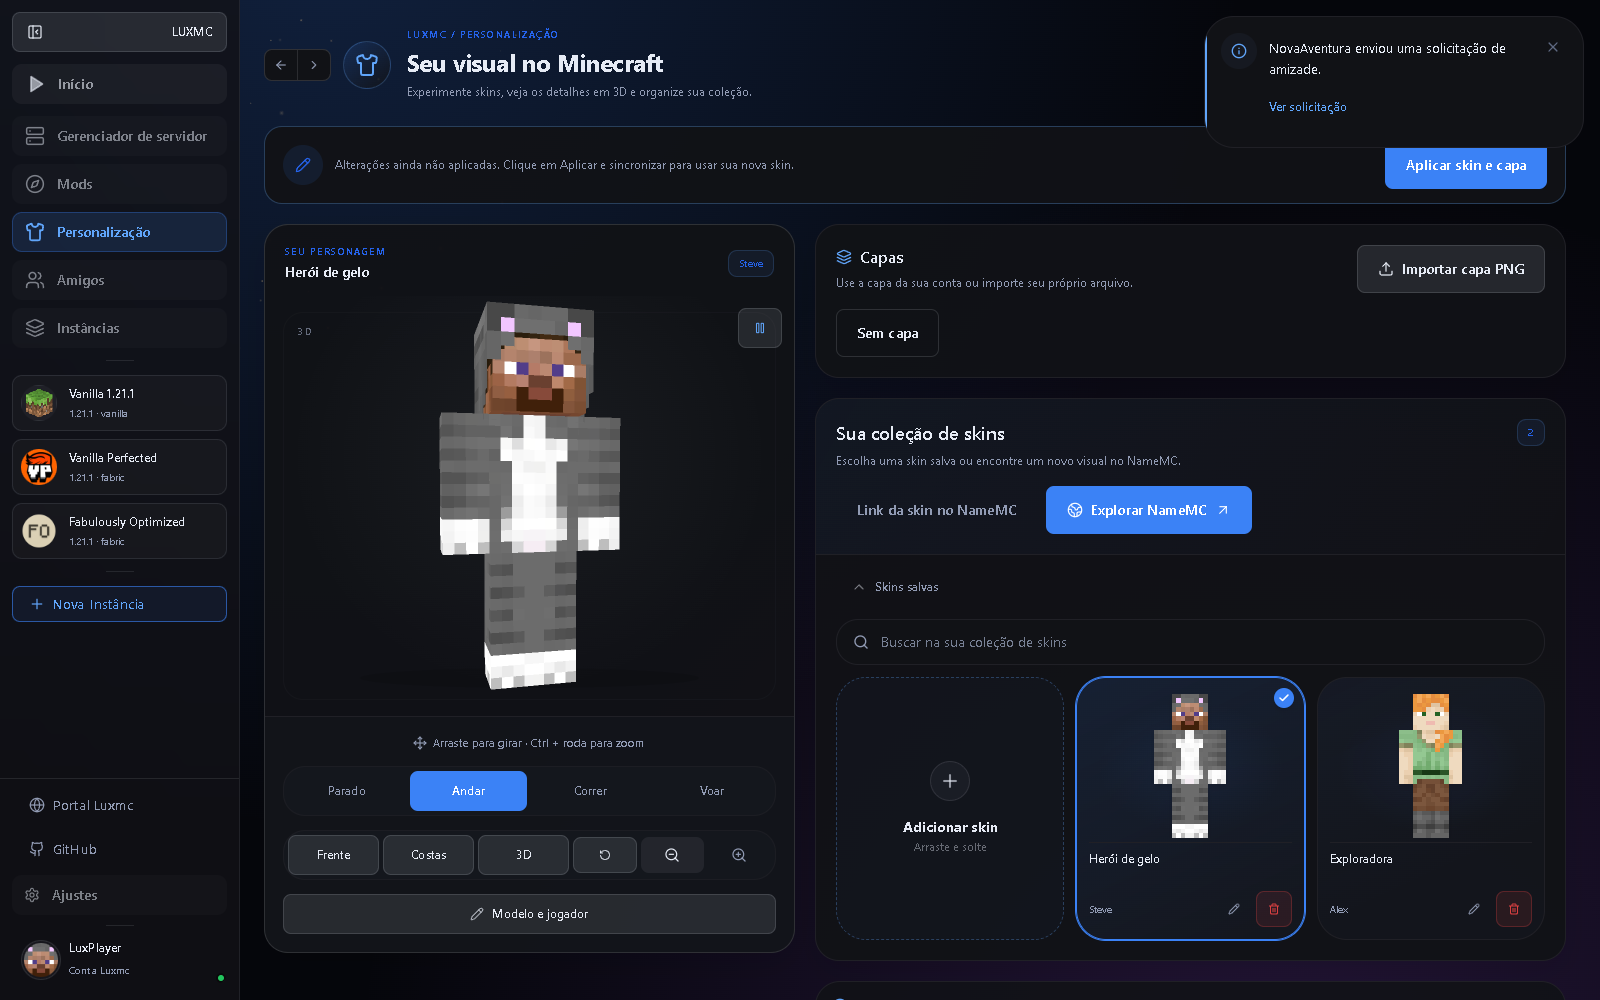 LUXMC
Início
Gerenciador de servidor
Mods
Personalização
Amigos
Instâncias
Vanilla 1.21.1
1.21.1 · vanilla
VP
Vanilla Perfected
1.21.1 · fabric
FO
Fabulously Optimized
1.21.1 · fabric
Nova Instância
Portal Luxmc
GitHub
Ajustes
LuxPlayer
Conta Luxmc
LUXMC / PERSONALIZAÇÃO
Seu visual no Minecraft
Experimente skins, veja os detalhes em 3D e organize sua coleção.
NovaAventura enviou uma solicitação de
amizade.
Ver solicitação
Alterações ainda não aplicadas. Clique em Aplicar e sincronizar para usar sua nova skin.
Aplicar skin e capa
SEU PERSONAGEM
Herói de gelo
Steve
3D
Arraste para girar · Ctrl + roda para zoom
Parado
Andar
Correr
Voar
Frente
Costas
3D
Modelo e jogador
Capas
Use a capa da sua conta ou importe seu próprio arquivo.
Importar capa PNG
Sem capa
Sua coleção de skins
2
Escolha uma skin salva ou encontre um novo visual no NameMC.
Link da skin no NameMC
Explorar NameMC
Skins salvas
Buscar na sua coleção de skins
Adicionar skin
Arraste e solte
Herói de gelo
Steve
Exploradora
Alex